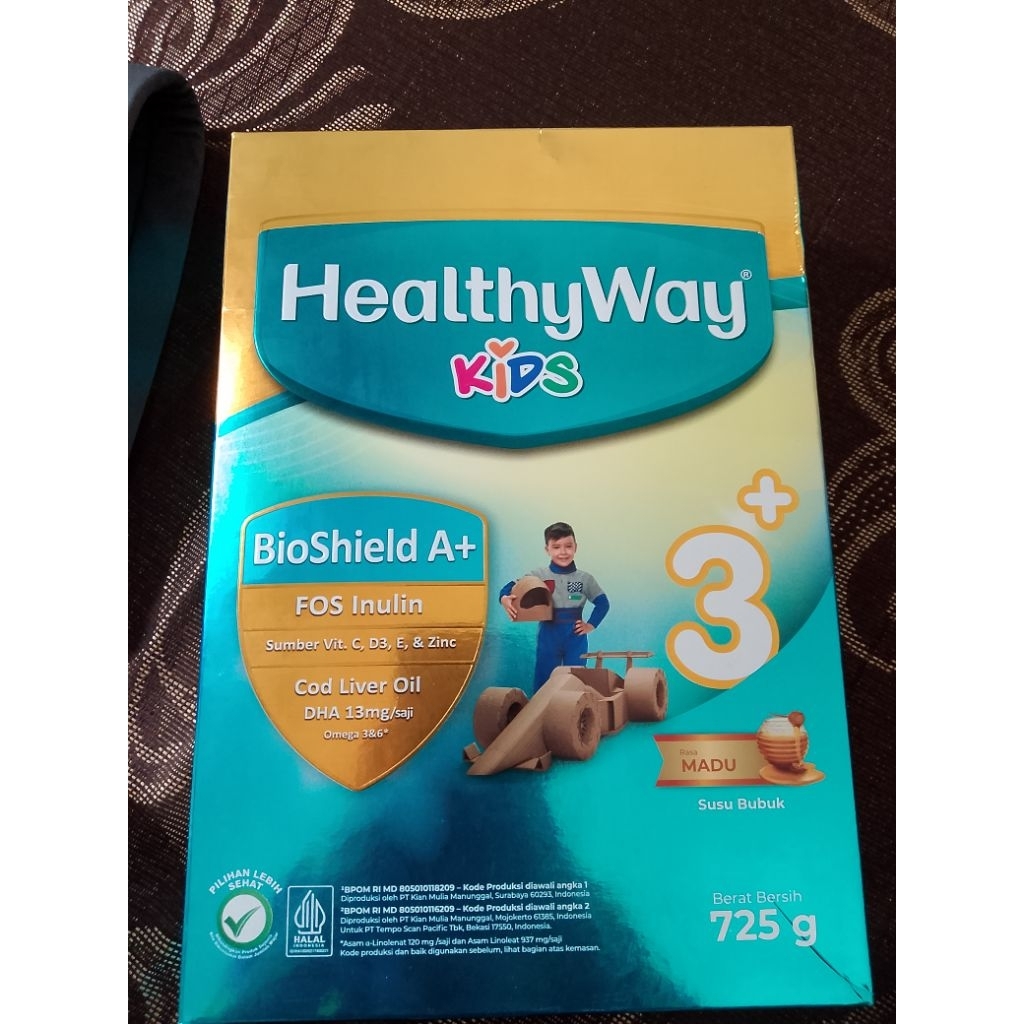 HealthyWay®
KiDS
3+
BioShield A+
FOS Inulin
Sumber Vit. C, D3, E, & Zinc
Cod Liver Oil
DHA 13mg/saji
Omega 3&6*
Rasa
MADU
Susu Bubuk
PILIHAN LEBIH
SEHAT
HALAL
INDONESIA
¹BPOM RI MD 805010118209 – Kode Produksi diawali angka 1
Diproduksi oleh PT Kian Mulia Manunggal, Surabaya 60293, Indonesia
²BPOM RI MD 805010116209 – Kode Produksi diawali angka 2
Diproduksi oleh PT Kian Mulia Manunggal, Mojokerto 61385, Indonesia
Untuk PT Tempo Scan Pacific Tbk, Bekasi 17550, Indonesia.
*Asam α-Linolenat 120 mg /saji dan Asam Linoleat 937 mg/saji
Kode produksi dan baik digunakan sebelum, lihat bagian atas kemasan.
Berat Bersih
725 g